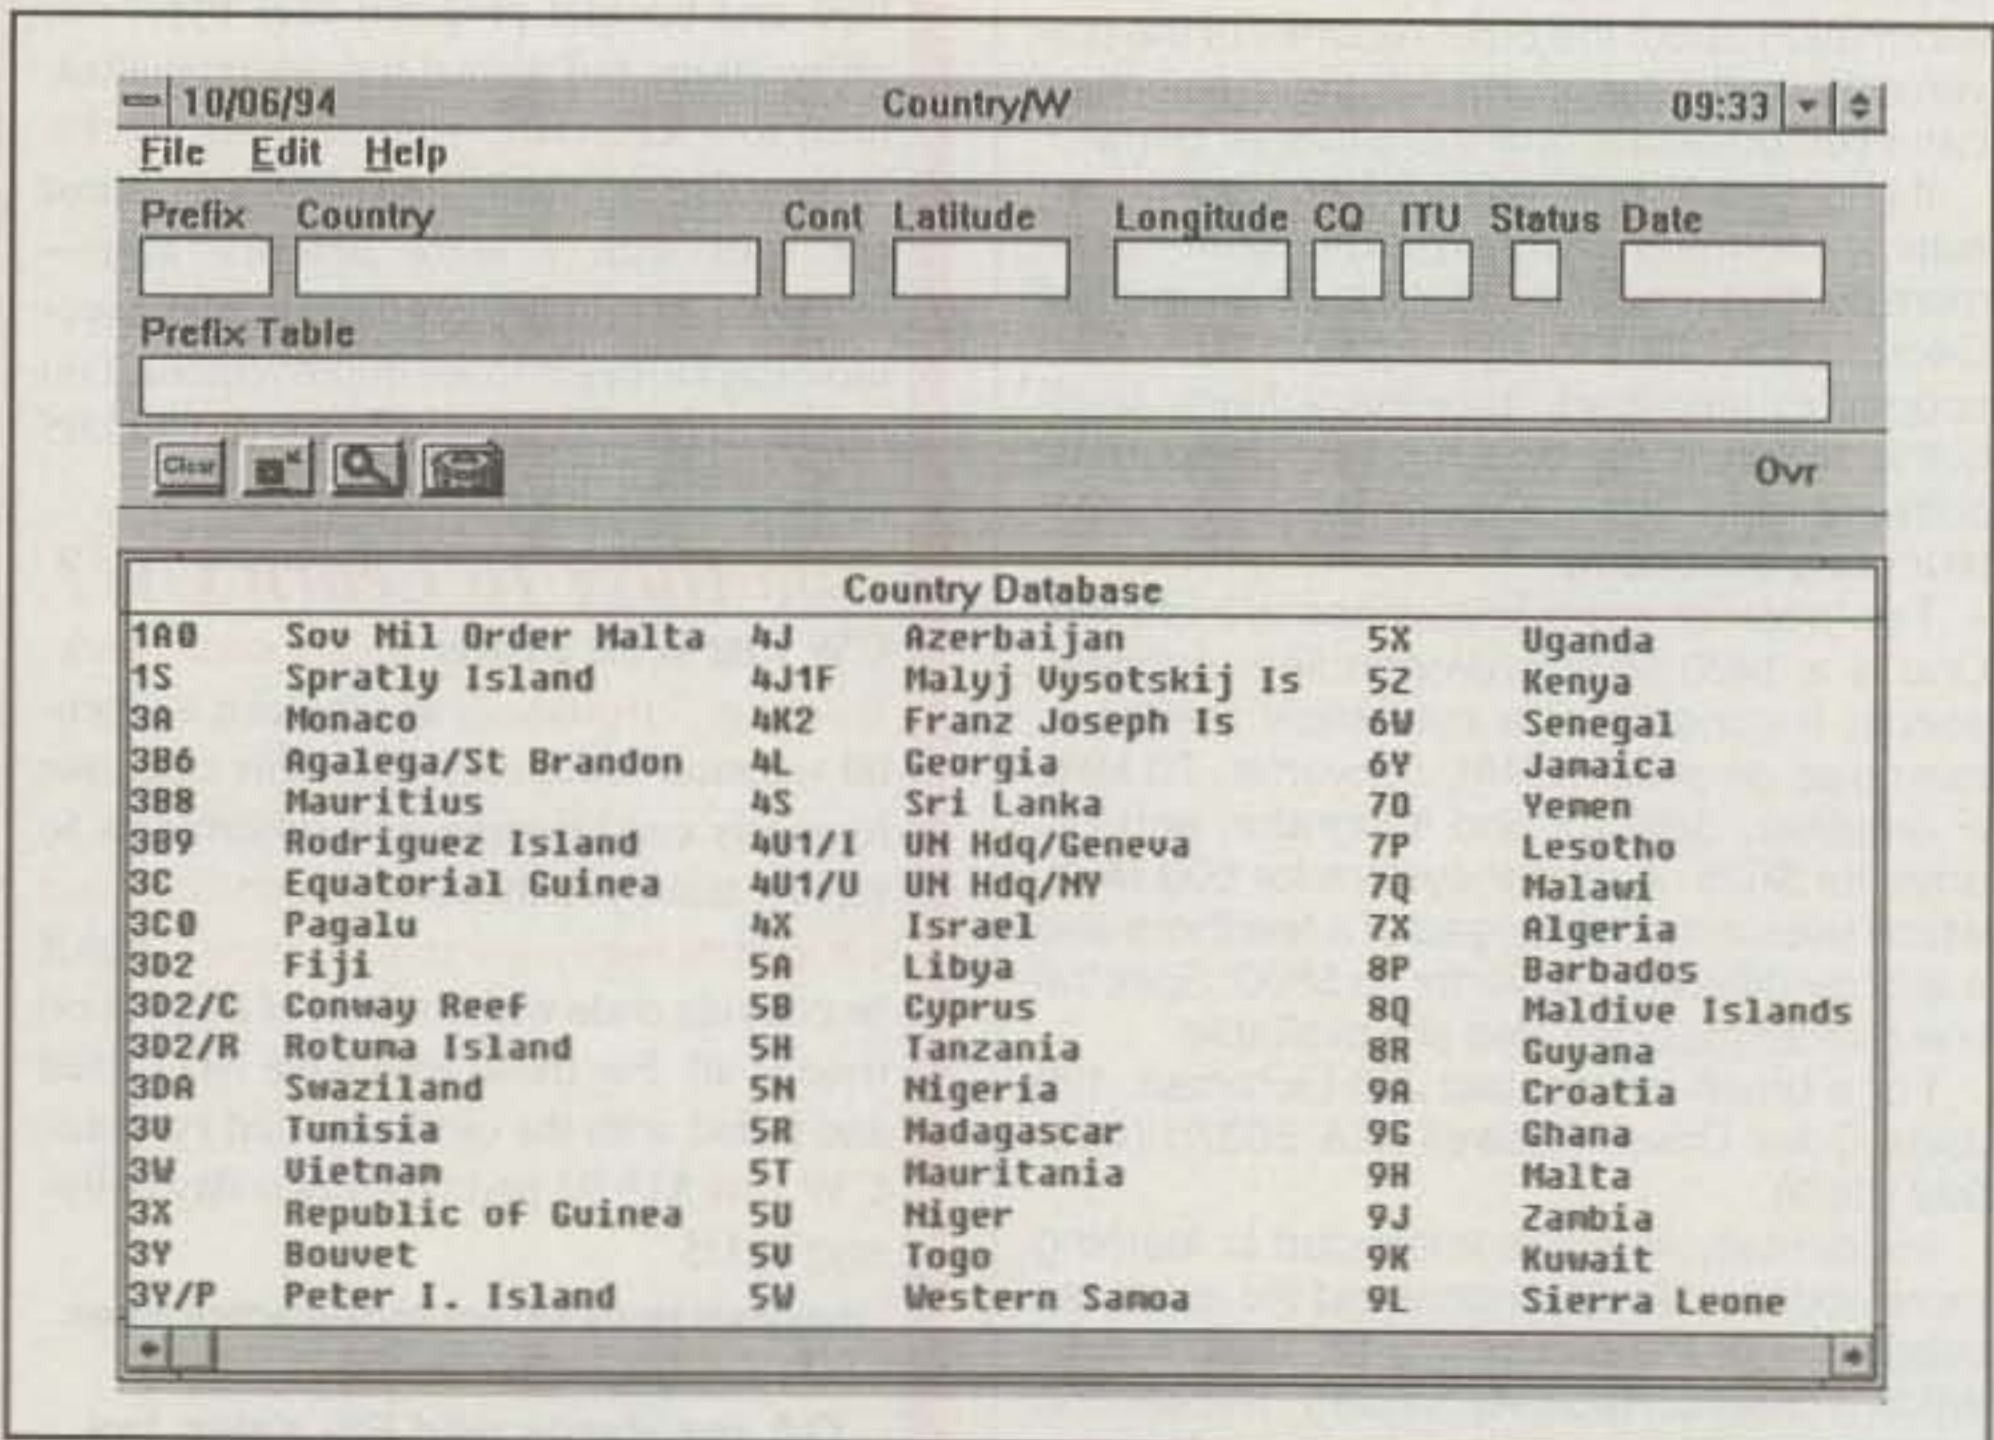 10/06/94 Country/W 09:33
File Edit Help
Prefix Country Cont Latitude Longitude CQ ITU Status Date
Prefix Table
Clear Ovr
Country Database
1A0 Sov Mil Order Malta 4J Azerbaijan 5X Uganda
1S Spratly Island 4J1F Malyj Vysotskij Is 5Z Kenya
3A Monaco 4K2 Franz Joseph Is 6W Senegal
3B6 Agalega/St Brandon 4L Georgia 6Y Jamaica
3B8 Mauritius 4S Sri Lanka 7O Yemen
3B9 Rodriguez Island 4U1/I UN Hdq/Geneva 7P Lesotho
3C Equatorial Guinea 4U1/U UN Hdq/NY 7Q Malawi
3C0 Pagalu 4X Israel 7X Algeria
3D2 Fiji 5A Libya 8P Barbados
3D2/C Conway Reef 5B Cyprus 8Q Maldive Islands
3D2/R Rotuma Island 5H Tanzania 8R Guyana
3DA Swaziland 5N Nigeria 9A Croatia
3V Tunisia 5R Madagascar 9G Ghana
3W Vietnam 5T Mauritania 9H Malta
3X Republic of Guinea 5U Niger 9J Zambia
3Y Bouvet 5V Togo 9K Kuwait
3Y/P Peter I. Island 5W Western Samoa 9L Sierra Leone